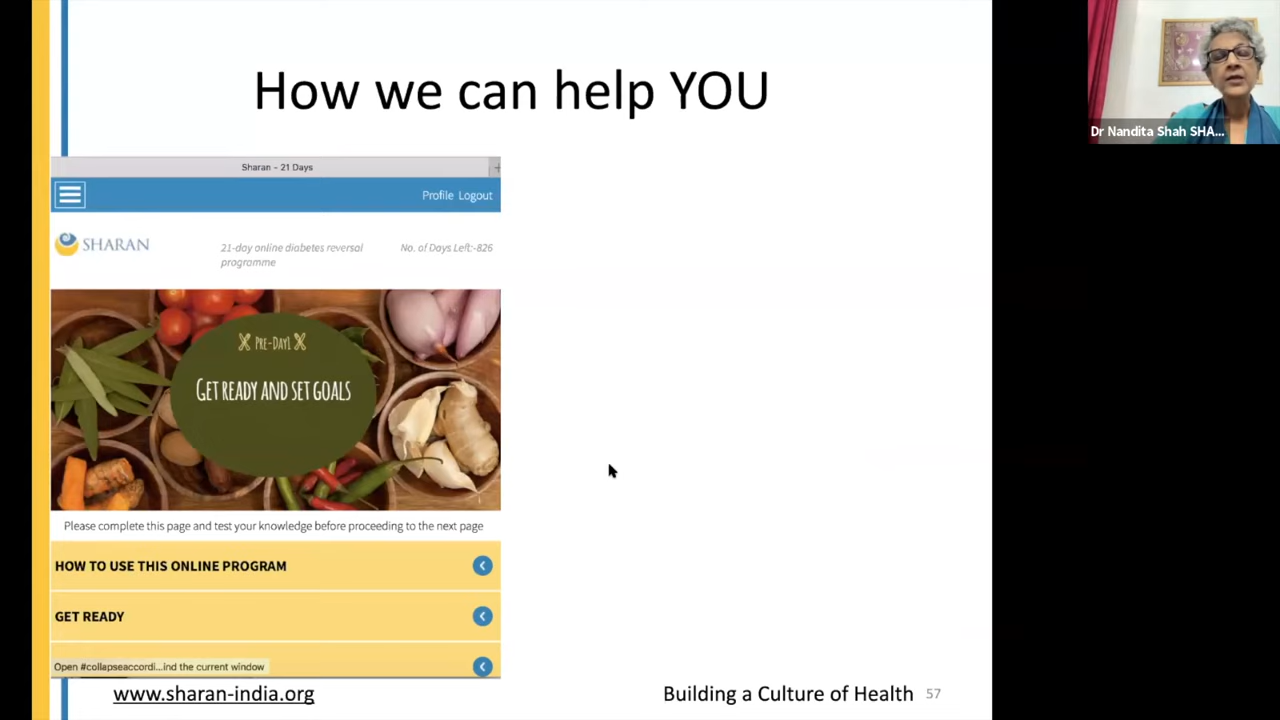 How we can help YOU
Dr Nandita Shah SHA...
Sharan - 21 Days
Profile Logout
SHARAN
21-day online diabetes reversal
programme
No. of Days Left:-826
PRE-DAY1
GET READY AND SET GOALS
Please complete this page and test your knowledge before proceeding to the next page
HOW TO USE THIS ONLINE PROGRAM
GET READY
Open #collapseaccordi...ind the current window
www.sharan-india.org
Building a Culture of Health
57